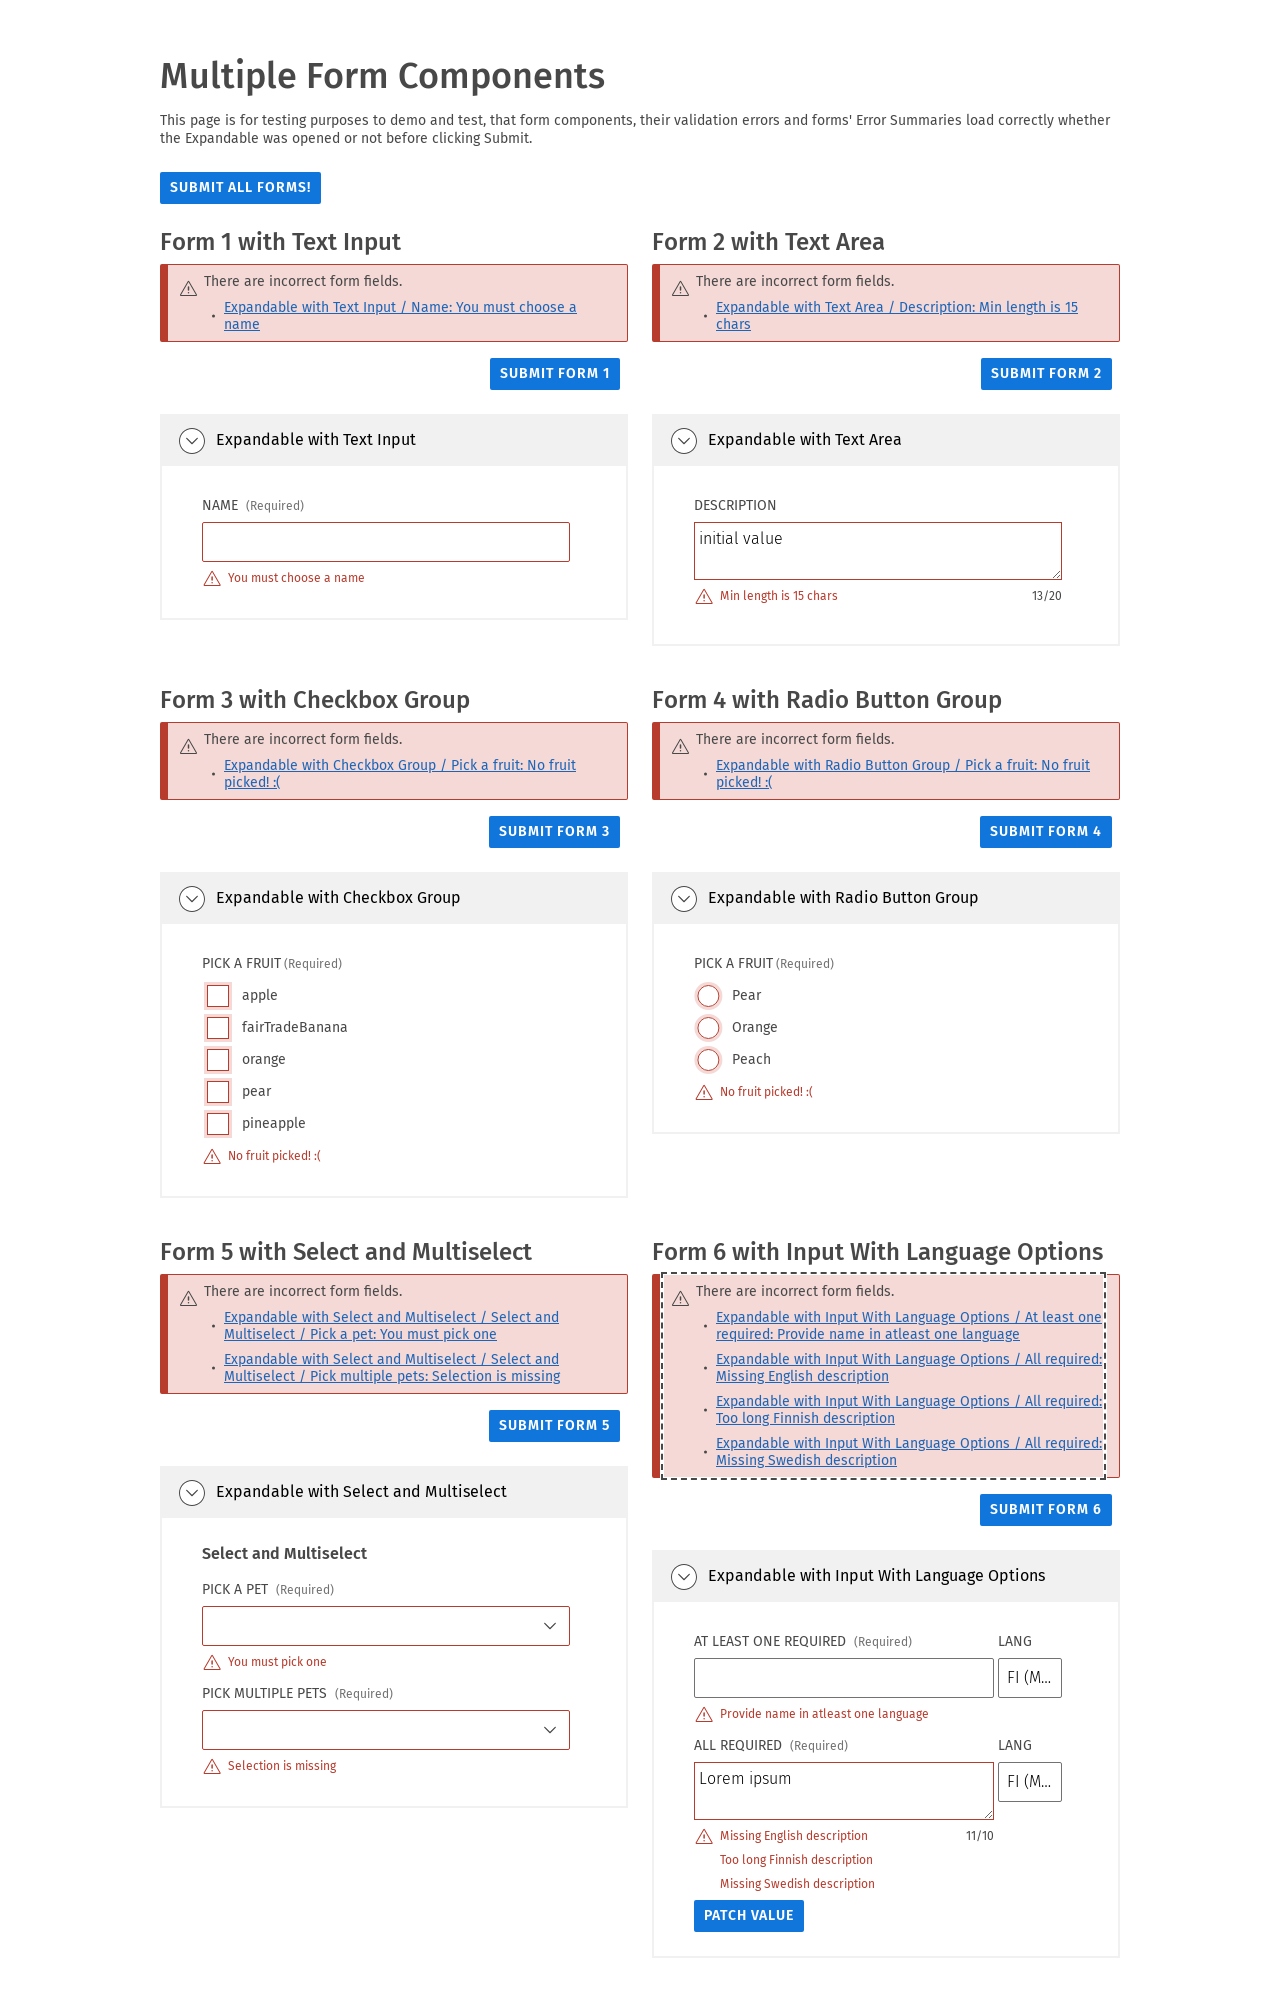 Multiple Form Components
This page is for testing purposes to demo and test, that form components, their validation errors and forms' Error Summaries load correctly whether
the Expandable was opened or not before clicking Submit.
SUBMIT ALL FORMS!
Form 1 with Text Input
There are incorrect form fields.
Expandable with Text Input / Name: You must choose a
name
SUBMIT FORM 1
Expandable with Text Input
NAME (Required)
You must choose a name
Form 2 with Text Area
There are incorrect form fields.
Expandable with Text Area / Description: Min length is 15
chars
SUBMIT FORM 2
Expandable with Text Area
DESCRIPTION
initial value
Min length is 15 chars 13/20
Form 3 with Checkbox Group
There are incorrect form fields.
Expandable with Checkbox Group / Pick a fruit: No fruit
picked! :(
SUBMIT FORM 3
Expandable with Checkbox Group
PICK A FRUIT (Required)
apple
fairTradeBanana
orange
pear
pineapple
No fruit picked! :(
Form 4 with Radio Button Group
There are incorrect form fields.
Expandable with Radio Button Group / Pick a fruit: No fruit
picked! :(
SUBMIT FORM 4
Expandable with Radio Button Group
PICK A FRUIT (Required)
Pear
Orange
Peach
No fruit picked! :(
Form 5 with Select and Multiselect
There are incorrect form fields.
Expandable with Select and Multiselect / Select and
Multiselect / Pick a pet: You must pick one
Expandable with Select and Multiselect / Select and
Multiselect / Pick multiple pets: Selection is missing
SUBMIT FORM 5
Expandable with Select and Multiselect
Select and Multiselect
PICK A PET (Required)
You must pick one
PICK MULTIPLE PETS (Required)
Selection is missing
Form 6 with Input With Language Options
There are incorrect form fields.
Expandable with Input With Language Options / At least one
required: Provide name in atleast one language
Expandable with Input With Language Options / All required:
Missing English description
Expandable with Input With Language Options / All required:
Too long Finnish description
Expandable with Input With Language Options / All required:
Missing Swedish description
SUBMIT FORM 6
Expandable with Input With Language Options
AT LEAST ONE REQUIRED (Required) LANG
FI (M...
Provide name in atleast one language
ALL REQUIRED (Required) LANG
Lorem ipsum FI (M...
Missing English description 11/10
Too long Finnish description
Missing Swedish description
PATCH VALUE